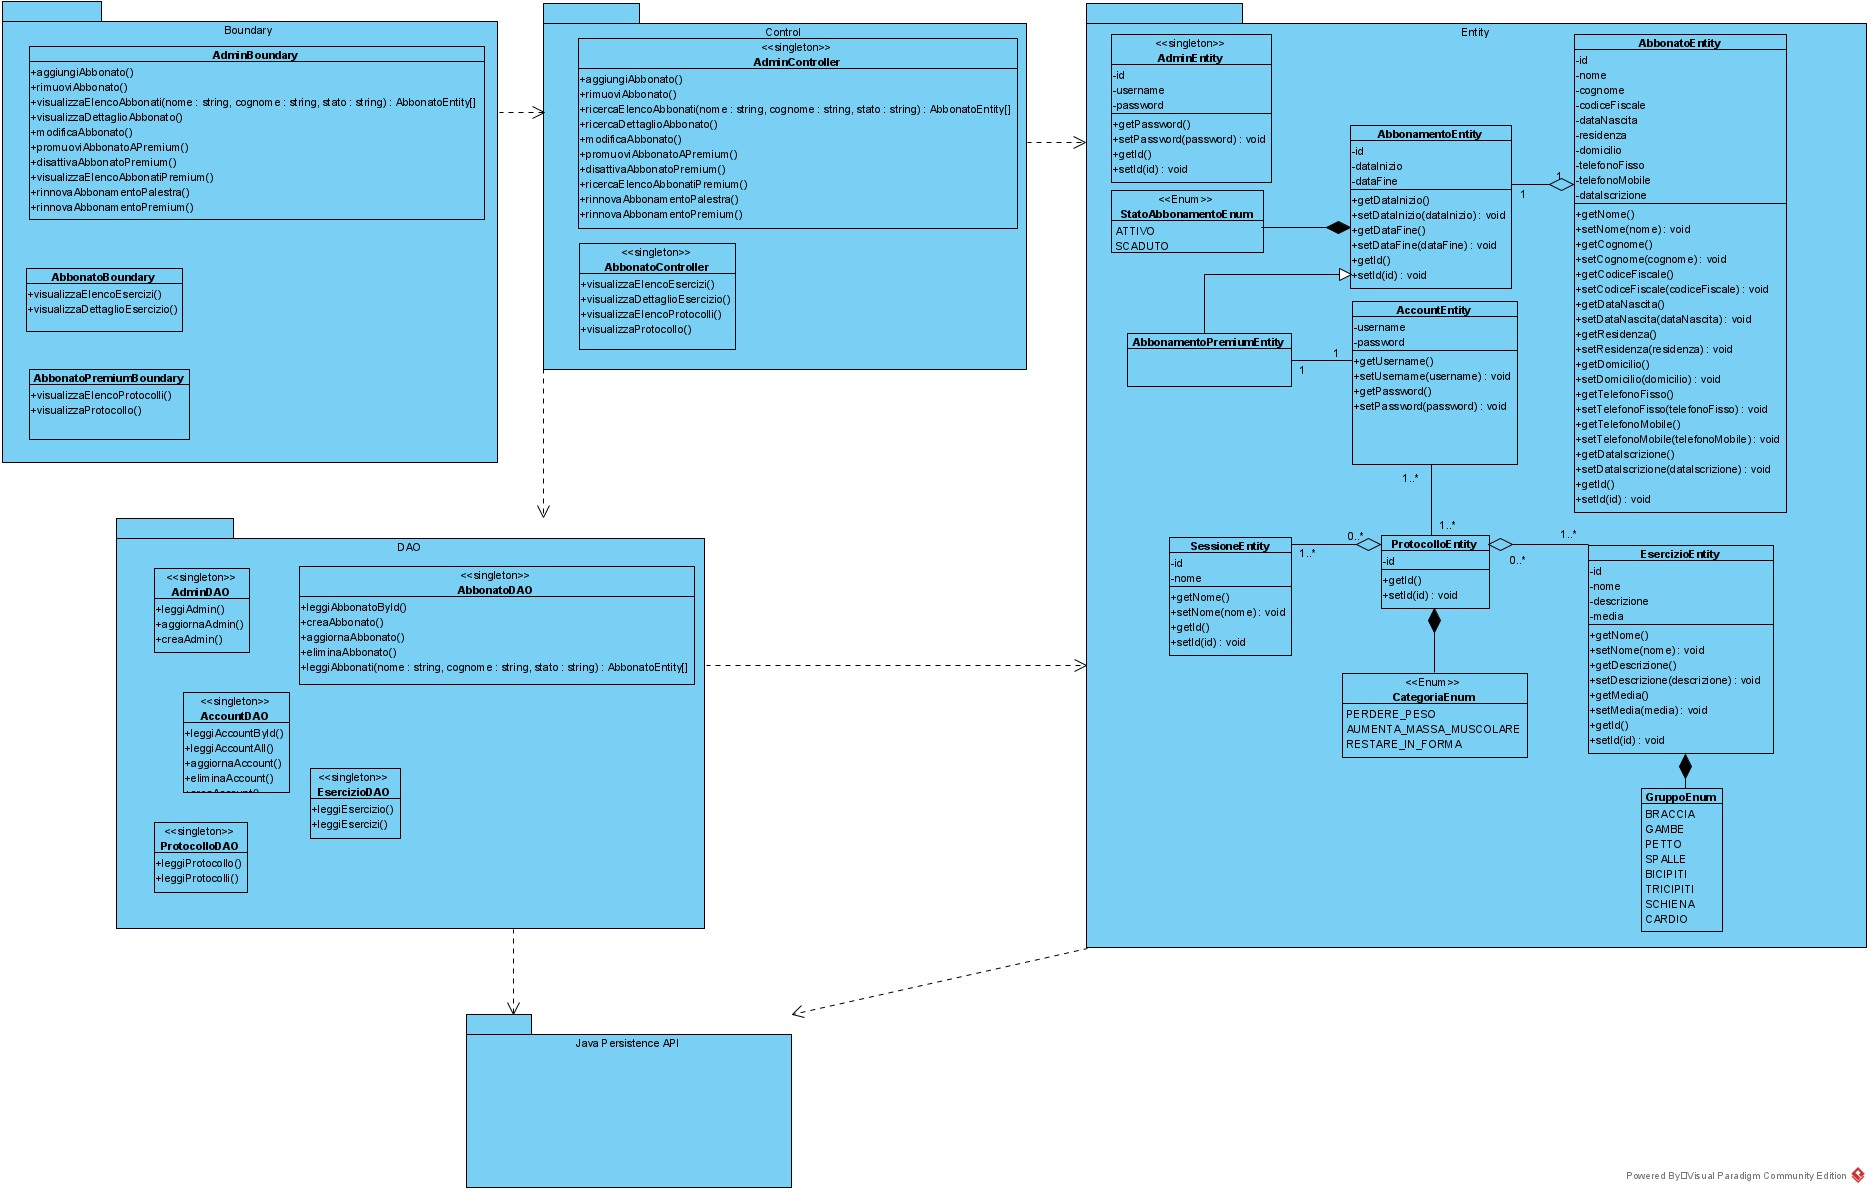 Boundary
AdminBoundary
+aggiungiAbbonato()
+rimuoviAbbonato()
+visualizzaElencoAbbonati(nome : string, cognome : string, stato : string) : AbbonatoEntity[]
+visualizzaDettaglioAbbonato()
+modificaAbbonato()
+promuoviAbbonatoAPremium()
+disattivaAbbonatoPremium()
+visualizzaElencoAbbonatiPremium()
+rinnovaAbbonamentoPalestra()
+rinnovaAbbonamentoPremium()
AbbonatoBoundary
+visualizzaElencoEsercizi()
+visualizzaDettaglioEsercizio()
AbbonatoPremiumBoundary
+visualizzaElencoProtocolli()
+visualizzaProtocollo()
Control
<<singleton>>
AdminController
+aggiungiAbbonato()
+rimuoviAbbonato()
+ricercaElencoAbbonati(nome : string, cognome : string, stato : string) : AbbonatoEntity[]
+ricercaDettaglioAbbonato()
+modificaAbbonato()
+promuoviAbbonatoAPremium()
+disattivaAbbonatoPremium()
+ricercaElencoAbbonatiPremium()
+rinnovaAbbonamentoPalestra()
+rinnovaAbbonamentoPremium()
<<singleton>>
AbbonatoController
+visualizzaElencoEsercizi()
+visualizzaDettaglioEsercizio()
+visualizzaElencoProtocolli()
+visualizzaProtocollo()
Entity
<<singleton>>
AdminEntity
-id
-username
-password
+getPassword()
+setPassword(password) : void
+getId()
+setId(id) : void
<<Enum>>
StatoAbbonamentoEnum
ATTIVO
SCADUTO
AbbonamentoEntity
-id
-dataInizio
-dataFine
+getDataInizio()
+setDataInizio(dataInizio) : void
+getDataFine()
+setDataFine(dataFine) : void
+getId()
+setId(id) : void
1
1
AbbonatoEntity
-id
-nome
-cognome
-codiceFiscale
-dataNascita
-residenza
-domicilio
-telefonoFisso
-telefonoMobile
-dataIscrizione
+getNome()
+setNome(nome) : void
+getCognome()
+setCognome(cognome) : void
+getCodiceFiscale()
+setCodiceFiscale(codiceFiscale) : void
+getDataNascita()
+setDataNascita(dataNascita) : void
+getResidenza()
+setResidenza(residenza) : void
+getDomicilio()
+setDomicilio(domicilio) : void
+getTelefonoFisso()
+setTelefonoFisso(telefonoFisso) : void
+getTelefonoMobile()
+setTelefonoMobile(telefonoMobile) : void
+getDataIscrizione()
+setDataIscrizione(dataIscrizione) : void
+getId()
+setId(id) : void
AbbonamentoPremiumEntity
1
1
AccountEntity
-username
-password
+getUsername()
+setUsername(username) : void
+getPassword()
+setPassword(password) : void
1..*
1..*
SessioneEntity
-id
-nome
+getNome()
+setNome(nome) : void
+getId()
+setId(id) : void
0..*
1..*
ProtocolloEntity
-id
+getId()
+setId(id) : void
1..*
0..*
EsercizioEntity
-id
-nome
-descrizione
-media
+getNome()
+setNome(nome) : void
+getDescrizione()
+setDescrizione(descrizione) : void
+getMedia()
+setMedia(media) : void
+getId()
+setId(id) : void
<<Enum>>
CategoriaEnum
PERDERE_PESO
AUMENTA_MASSA_MUSCOLARE
RESTARE_IN_FORMA
GruppoEnum
BRACCIA
GAMBE
PETTO
SPALLE
BICIPITI
TRICIPITI
SCHIENA
CARDIO
DAO
<<singleton>>
AdminDAO
+leggiAdmin()
+aggiornaAdmin()
+creaAdmin()
<<singleton>>
AbbonatoDAO
+leggiAbbonatoById()
+creaAbbonato()
+aggiornaAbbonato()
+eliminaAbbonato()
+leggiAbbonati(nome : string, cognome : string, stato : string) : AbbonatoEntity[]
<<singleton>>
AccountDAO
+leggiAccountById()
+leggiAccountAll()
+aggiornaAccount()
+eliminaAccount()
<<singleton>>
EsercizioDAO
+leggiEsercizio()
+leggiEsercizi()
<<singleton>>
ProtocolloDAO
+leggiProtocollo()
+leggiProtocolli()
Java Persistence API
Powered By Visual Paradigm Community Edition